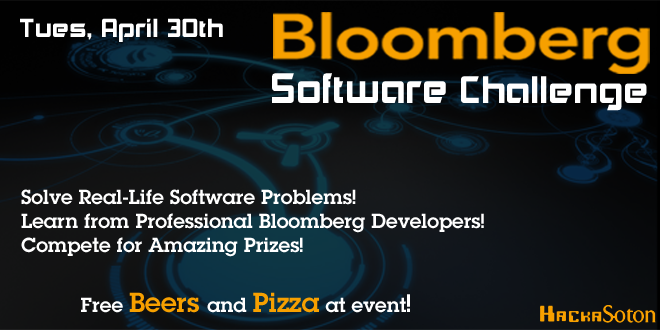 Tues, April 30th
Bloomberg
Software Challenge
Solve Real-Life Software Problems!
Learn from Professional Bloomberg Developers!
Compete for Amazing Prizes!
Free Beers and Pizza at event!
HackaSoton